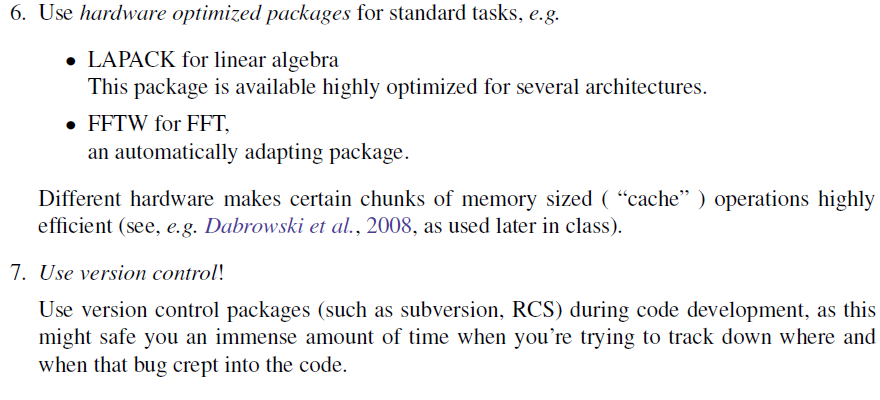 6. Use hardware optimized packages for standard tasks, e.g.
• LAPACK for linear algebra
This package is available highly optimized for several architectures.
• FFTW for FFT,
an automatically adapting package.
Different hardware makes certain chunks of memory sized ( “cache” ) operations highly
efficient (see, e.g. Dabrowski et al., 2008, as used later in class).
7. Use version control!
Use version control packages (such as subversion, RCS) during code development, as this
might safe you an immense amount of time when you’re trying to track down where and
when that bug crept into the code.